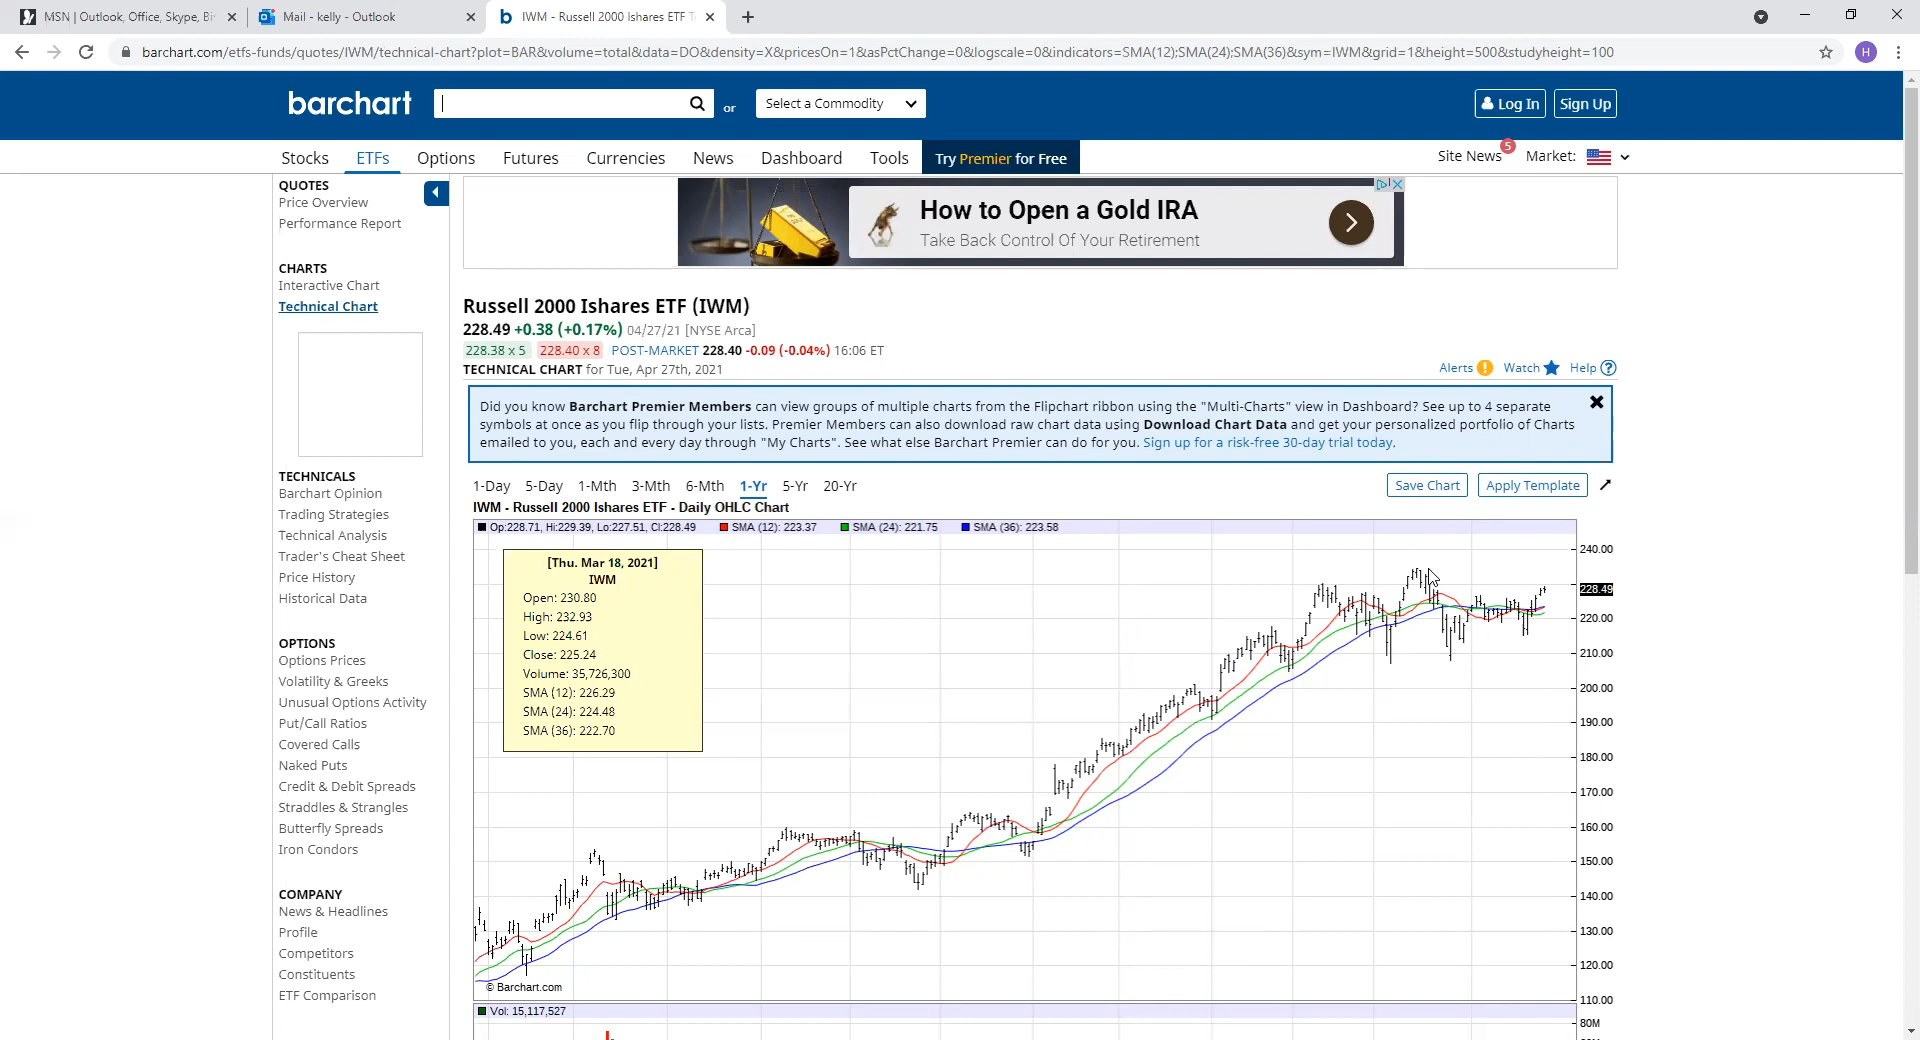 MSN | Outlook, Office, Skype, Bi
Mail - kelly - Outlook
IWM - Russell 2000 Ishares ETF T
barchart.com/etfs-funds/quotes/IWM/technical-chart?plot=BAR&volume=total&data=DO&density=X&pricesOn=1&asPctChange=0&logscale=0&indicators=SMA(12);SMA(24);SMA(36)&sym=IWM&grid=1&height=500&studyheight=100
H
barchart
or
Select a Commodity
Log In
Sign Up
Stocks
ETFs
Options
Futures
Currencies
News
Dashboard
Tools
Try Premier for Free
Site News
5
Market:
QUOTES
Price Overview
Performance Report
CHARTS
Interactive Chart
Technical Chart
TECHNICALS
Barchart Opinion
Trading Strategies
Technical Analysis
Trader's Cheat Sheet
Price History
Historical Data
OPTIONS
Options Prices
Volatility & Greeks
Unusual Options Activity
Put/Call Ratios
Covered Calls
Naked Puts
Credit & Debit Spreads
Straddles & Strangles
Butterfly Spreads
Iron Condors
COMPANY
News & Headlines
Profile
Competitors
Constituents
ETF Comparison
How to Open a Gold IRA
Take Back Control Of Your Retirement
Russell 2000 Ishares ETF (IWM)
228.49 +0.38 (+0.17%) 04/27/21 [NYSE Arca]
228.38 x 5 228.40 x 8 POST-MARKET 228.40 -0.09 (-0.04%) 16:06 ET
TECHNICAL CHART for Tue, Apr 27th, 2021
Alerts
Watch
Help
Did you know Barchart Premier Members can view groups of multiple charts from the Flipchart ribbon using the "Multi-Charts" view in Dashboard? See up to 4 separate
symbols at once as you flip through your lists. Premier Members can also download raw chart data using Download Chart Data and get your personalized portfolio of Charts
emailed to you, each and every day through "My Charts". See what else Barchart Premier can do for you. Sign up for a risk-free 30-day trial today.
1-Day 5-Day 1-Mth 3-Mth 6-Mth 1-Yr 5-Yr 20-Yr
Save Chart
Apply Template
IWM - Russell 2000 Ishares ETF - Daily OHLC Chart
Op:228.71, Hi:229.39, Lo:227.51, Cl:228.49 SMA (12): 223.37 SMA (24): 221.75 SMA (36): 223.58
[Thu. Mar 18, 2021]
IWM
Open: 230.80
High: 232.93
Low: 224.61
Close: 225.24
Volume: 35,726,300
SMA (12): 226.29
SMA (24): 224.48
SMA (36): 222.70
240.00
228.49
220.00
210.00
200.00
190.00
180.00
170.00
160.00
150.00
140.00
130.00
120.00
110.00
© Barchart.com
Vol: 15,117,527
80M